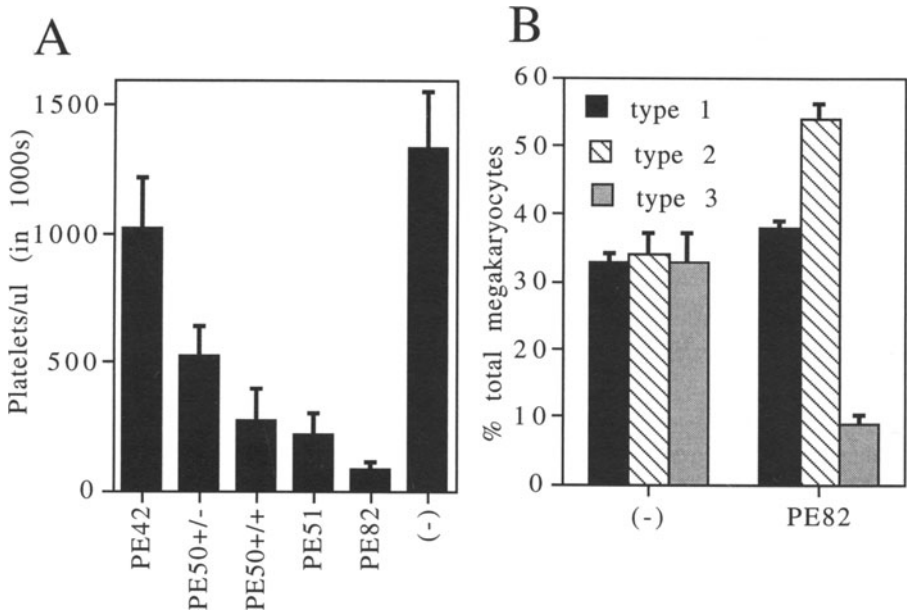 A
Platelets/ul (in 1000s)
1500
1000
500
0
PE42
PE50+/-
PE50+/+
PE51
PE82
(-)
B
% total megakaryocytes
60
50
40
30
20
10
0
type 1
type 2
type 3
(-)
PE82